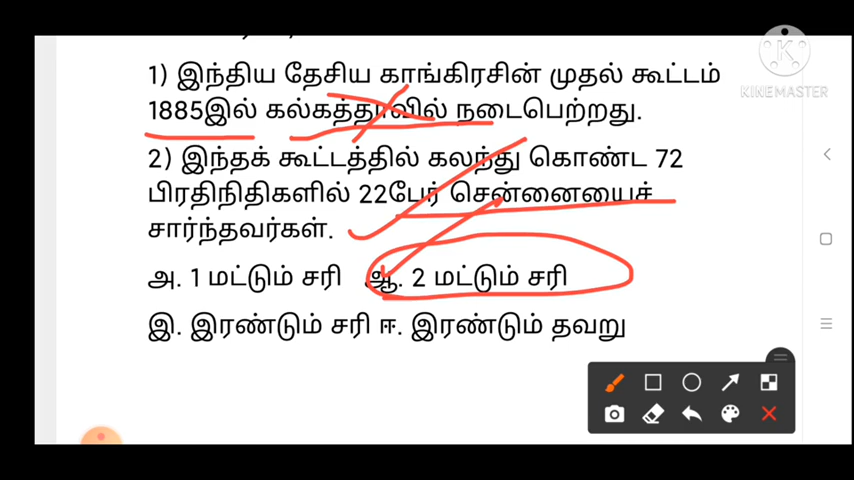 KINEMASTER
1) இந்திய தேசிய காங்கிரசின் முதல் கூட்டம்
1885இல் கல்கத்தாவில் நடைபெற்றது.
2) இந்தக் கூட்டத்தில் கலந்து கொண்ட 72
பிரதிநிதிகளில் 22பேர் சென்னையைச்
சார்ந்தவர்கள்.
அ. 1 மட்டும் சரி ஆ. 2 மட்டும் சரி
இ. இரண்டும் சரி ஈ. இரண்டும் தவறு